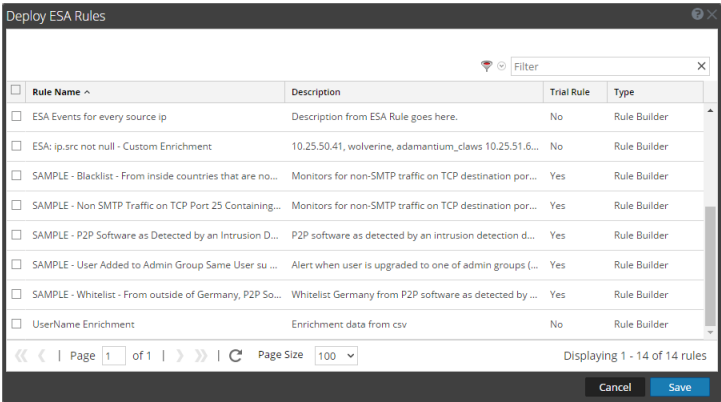 Deploy ESA Rules
Filter
Rule Name Description Trial Rule Type
ESA Events for every source ip Description from ESA Rule goes here. No Rule Builder
ESA: ip.src not null - Custom Enrichment 10.25.50.41, wolverine, adamantium_claws 10.25.51.6... No Rule Builder
SAMPLE - Blacklist - From inside countries that are no... Monitors for non-SMTP traffic on TCP destination por... Yes Rule Builder
SAMPLE - Non SMTP Traffic on TCP Port 25 Containing... Monitors for non-SMTP traffic on TCP destination por... Yes Rule Builder
SAMPLE - P2P Software as Detected by an Intrusion D... P2P software as detected by an intrusion detection d... Yes Rule Builder
SAMPLE - User Added to Admin Group Same User su ... Alert when user is upgraded to one of admin groups (... Yes Rule Builder
SAMPLE - Whitelist - From outside of Germany, P2P So... Whitelist Germany from P2P software as detected by ... Yes Rule Builder
UserName Enrichment Enrichment data from csv No Rule Builder
Page 1 of 1 Page Size 100 Displaying 1 - 14 of 14 rules
Cancel Save